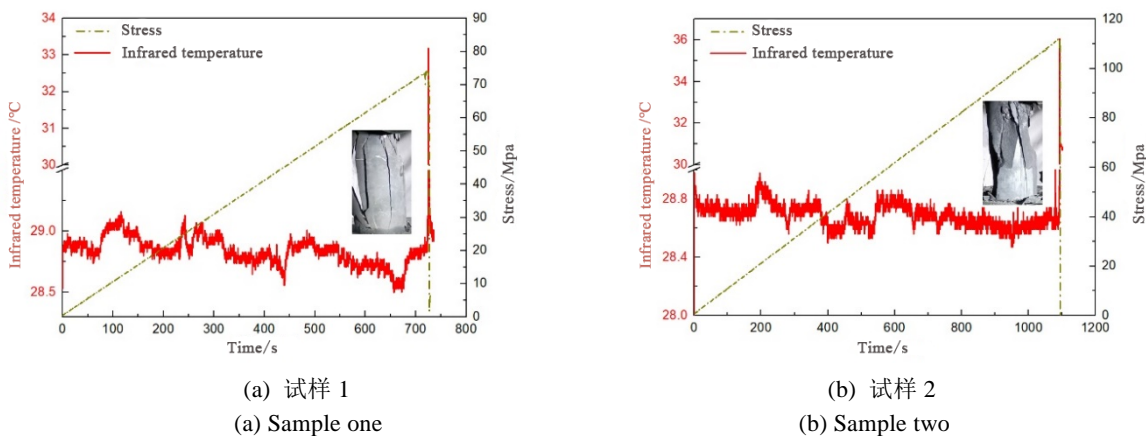 34
33
32
31
30
29.0
28.5
Infrared temperature /℃
Stress
Infrared temperature
90
80
70
60
50
40
30
20
10
0
Stress/Mpa
0 100 200 300 400 500 600 700 800
Time/s
(a) 试样 1
(a) Sample one
36
34
32
30
28.8
28.4
28.0
Infrared temperature /℃
Stress
Infrared temperature
120
100
80
60
40
20
0
Stress/Mpa
0 200 400 600 800 1000 1200
Time/s
(b) 试样 2
(b) Sample two